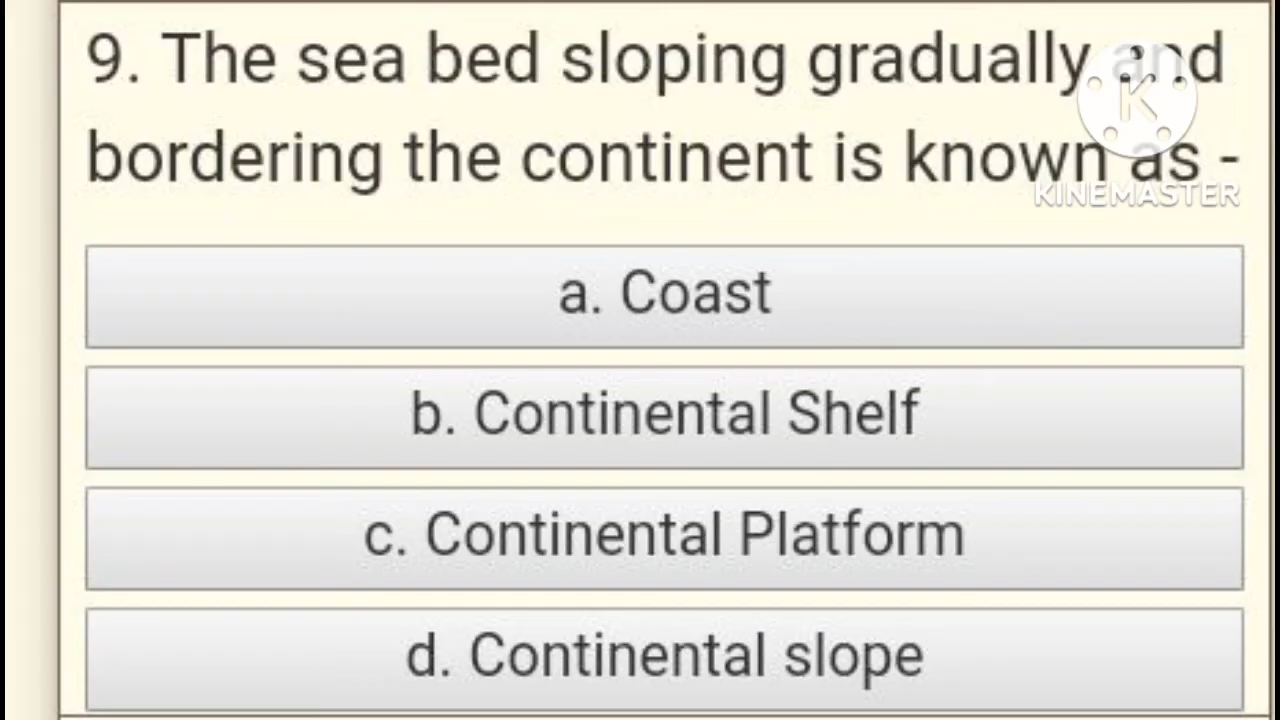 9. The sea bed sloping gradually and
bordering the continent is known as -
K
KINEMASTER
a. Coast
b. Continental Shelf
c. Continental Platform
d. Continental slope